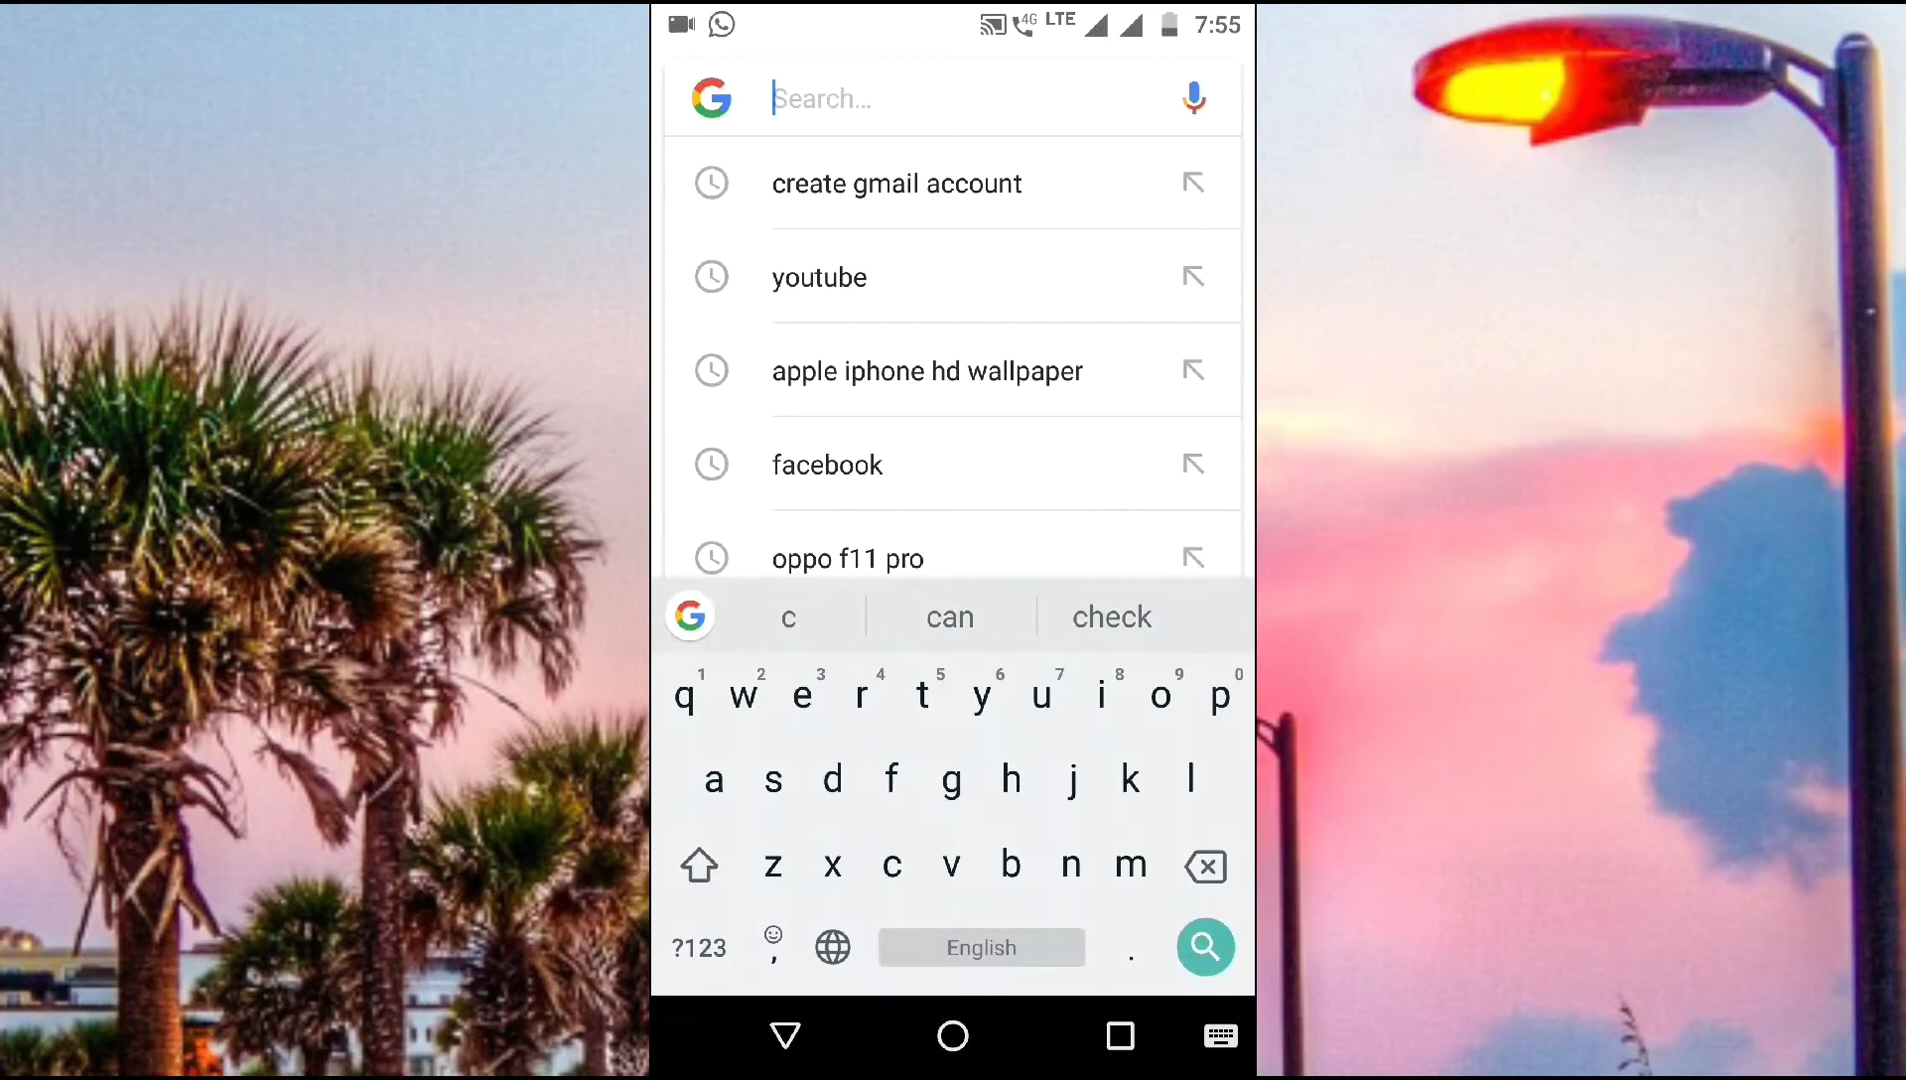 4G LTE 7:55
Search...
create gmail account
youtube
apple iphone hd wallpaper
facebook
oppo f11 pro
c can check
1 2 3 4 5 6 7 8 9 0
q w e r t y u i o p
a s d f g h j k l
z x c v b n m
?123 , English .